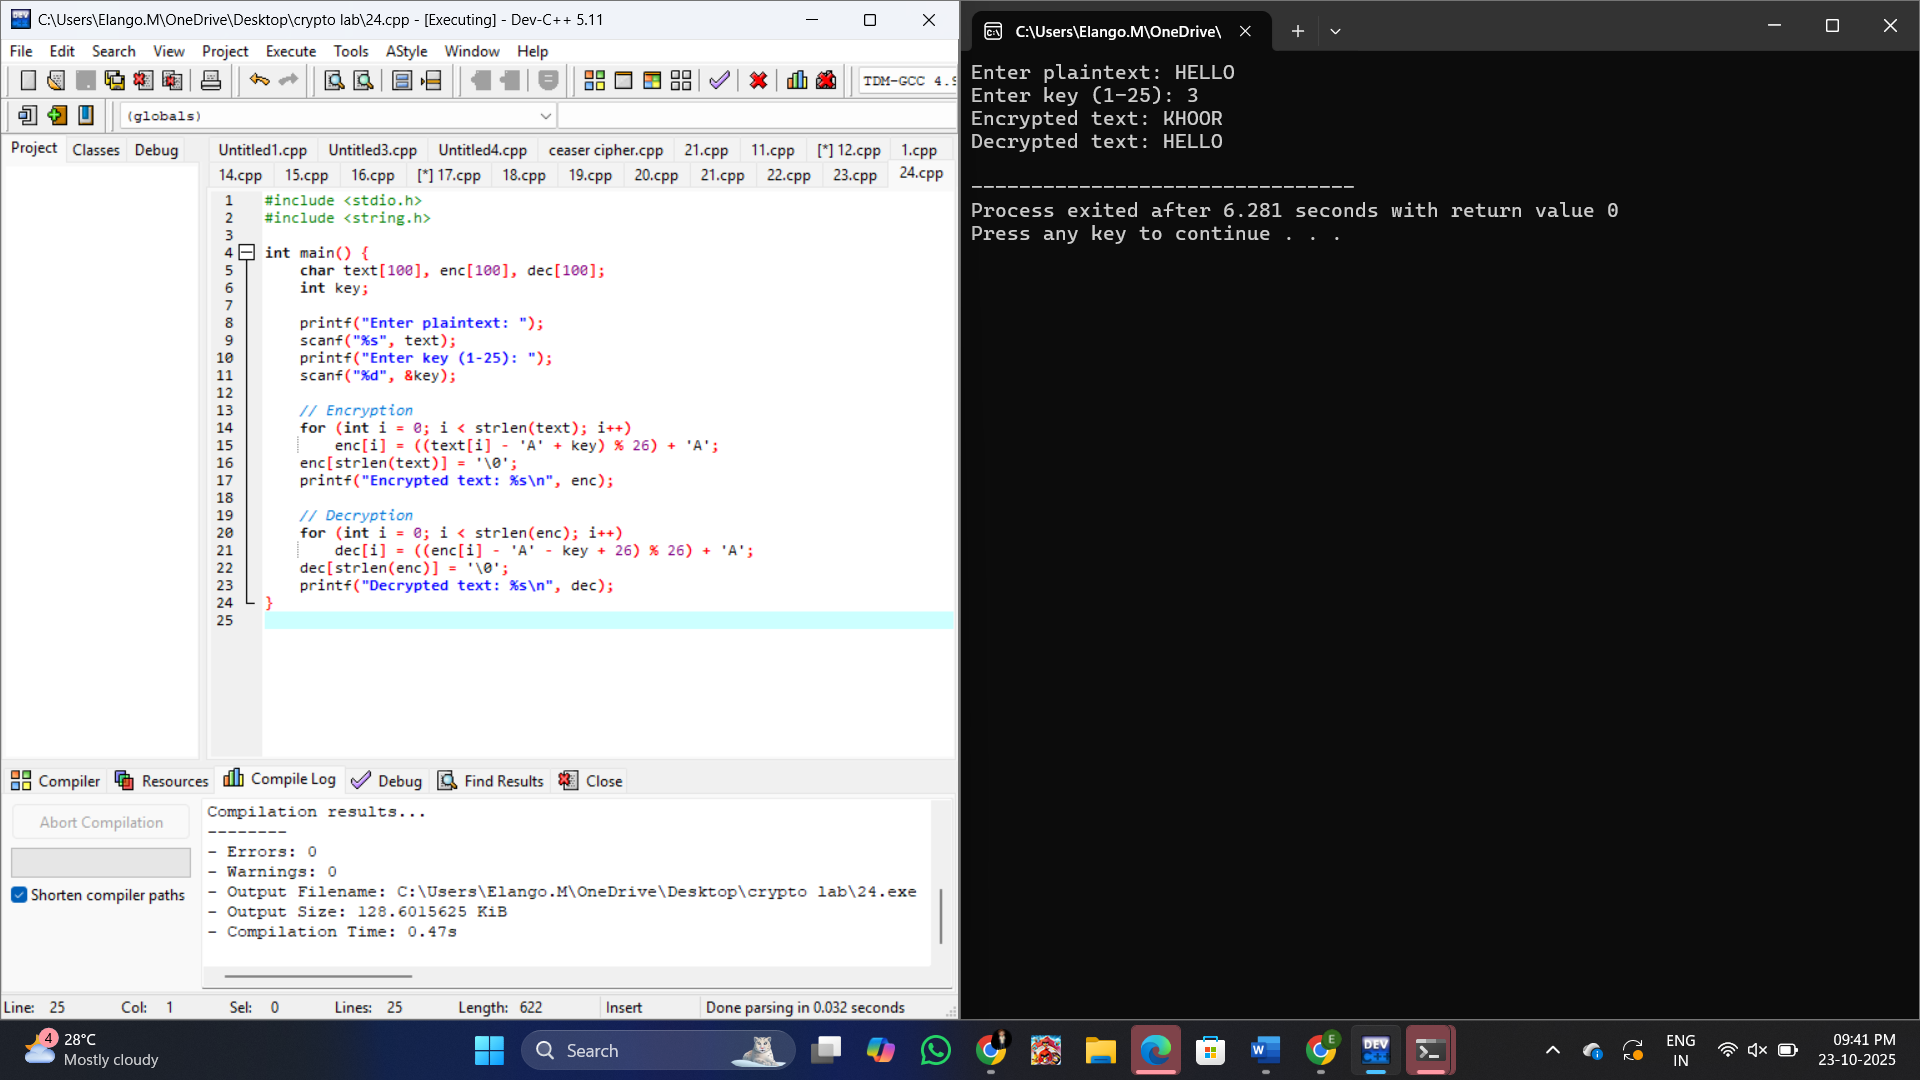 C:\Users\Elango.M\OneDrive\Desktop\crypto lab\24.cpp - [Executing] - Dev-C++ 5.11
File Edit Search View Project Execute Tools AStyle Window Help
TDM-GCC 4.9
(globals)
Project Classes Debug
Untitled1.cpp Untitled3.cpp Untitled4.cpp ceaser cipher.cpp 21.cpp 11.cpp [*] 12.cpp 1.cpp
14.cpp 15.cpp 16.cpp [*] 17.cpp 18.cpp 19.cpp 20.cpp 21.cpp 22.cpp 23.cpp 24.cpp
1 #include <stdio.h>
2 #include <string.h>
3
4 int main() {
5 char text[100], enc[100], dec[100];
6 int key;
7
8 printf("Enter plaintext: ");
9 scanf("%s", text);
10 printf("Enter key (1-25): ");
11 scanf("%d", &key);
12
13 // Encryption
14 for (int i = 0; i < strlen(text); i++)
15 enc[i] = ((text[i] - 'A' + key) % 26) + 'A';
16 enc[strlen(text)] = '\0';
17 printf("Encrypted text: %s\n", enc);
18
19 // Decryption
20 for (int i = 0; i < strlen(enc); i++)
21 dec[i] = ((enc[i] - 'A' - key + 26) % 26) + 'A';
22 dec[strlen(enc)] = '\0';
23 printf("Decrypted text: %s\n", dec);
24 }
25
Compiler Resources Compile Log Debug Find Results Close
Abort Compilation
Shorten compiler paths
Compilation results...
--------
- Errors: 0
- Warnings: 0
- Output Filename: C:\Users\Elango.M\OneDrive\Desktop\crypto lab\24.exe
- Output Size: 128.6015625 KiB
- Compilation Time: 0.47s
Line: 25 Col: 1 Sel: 0 Lines: 25 Length: 622 Insert Done parsing in 0.032 seconds
C:\Users\Elango.M\OneDrive\
Enter plaintext: HELLO
Enter key (1-25): 3
Encrypted text: KHOOR
Decrypted text: HELLO
--------------------------------
Process exited after 6.281 seconds with return value 0
Press any key to continue . . .
4
28°C
Mostly cloudy
Search
E
DEV
C++
ENG
IN
09:41 PM
23-10-2025